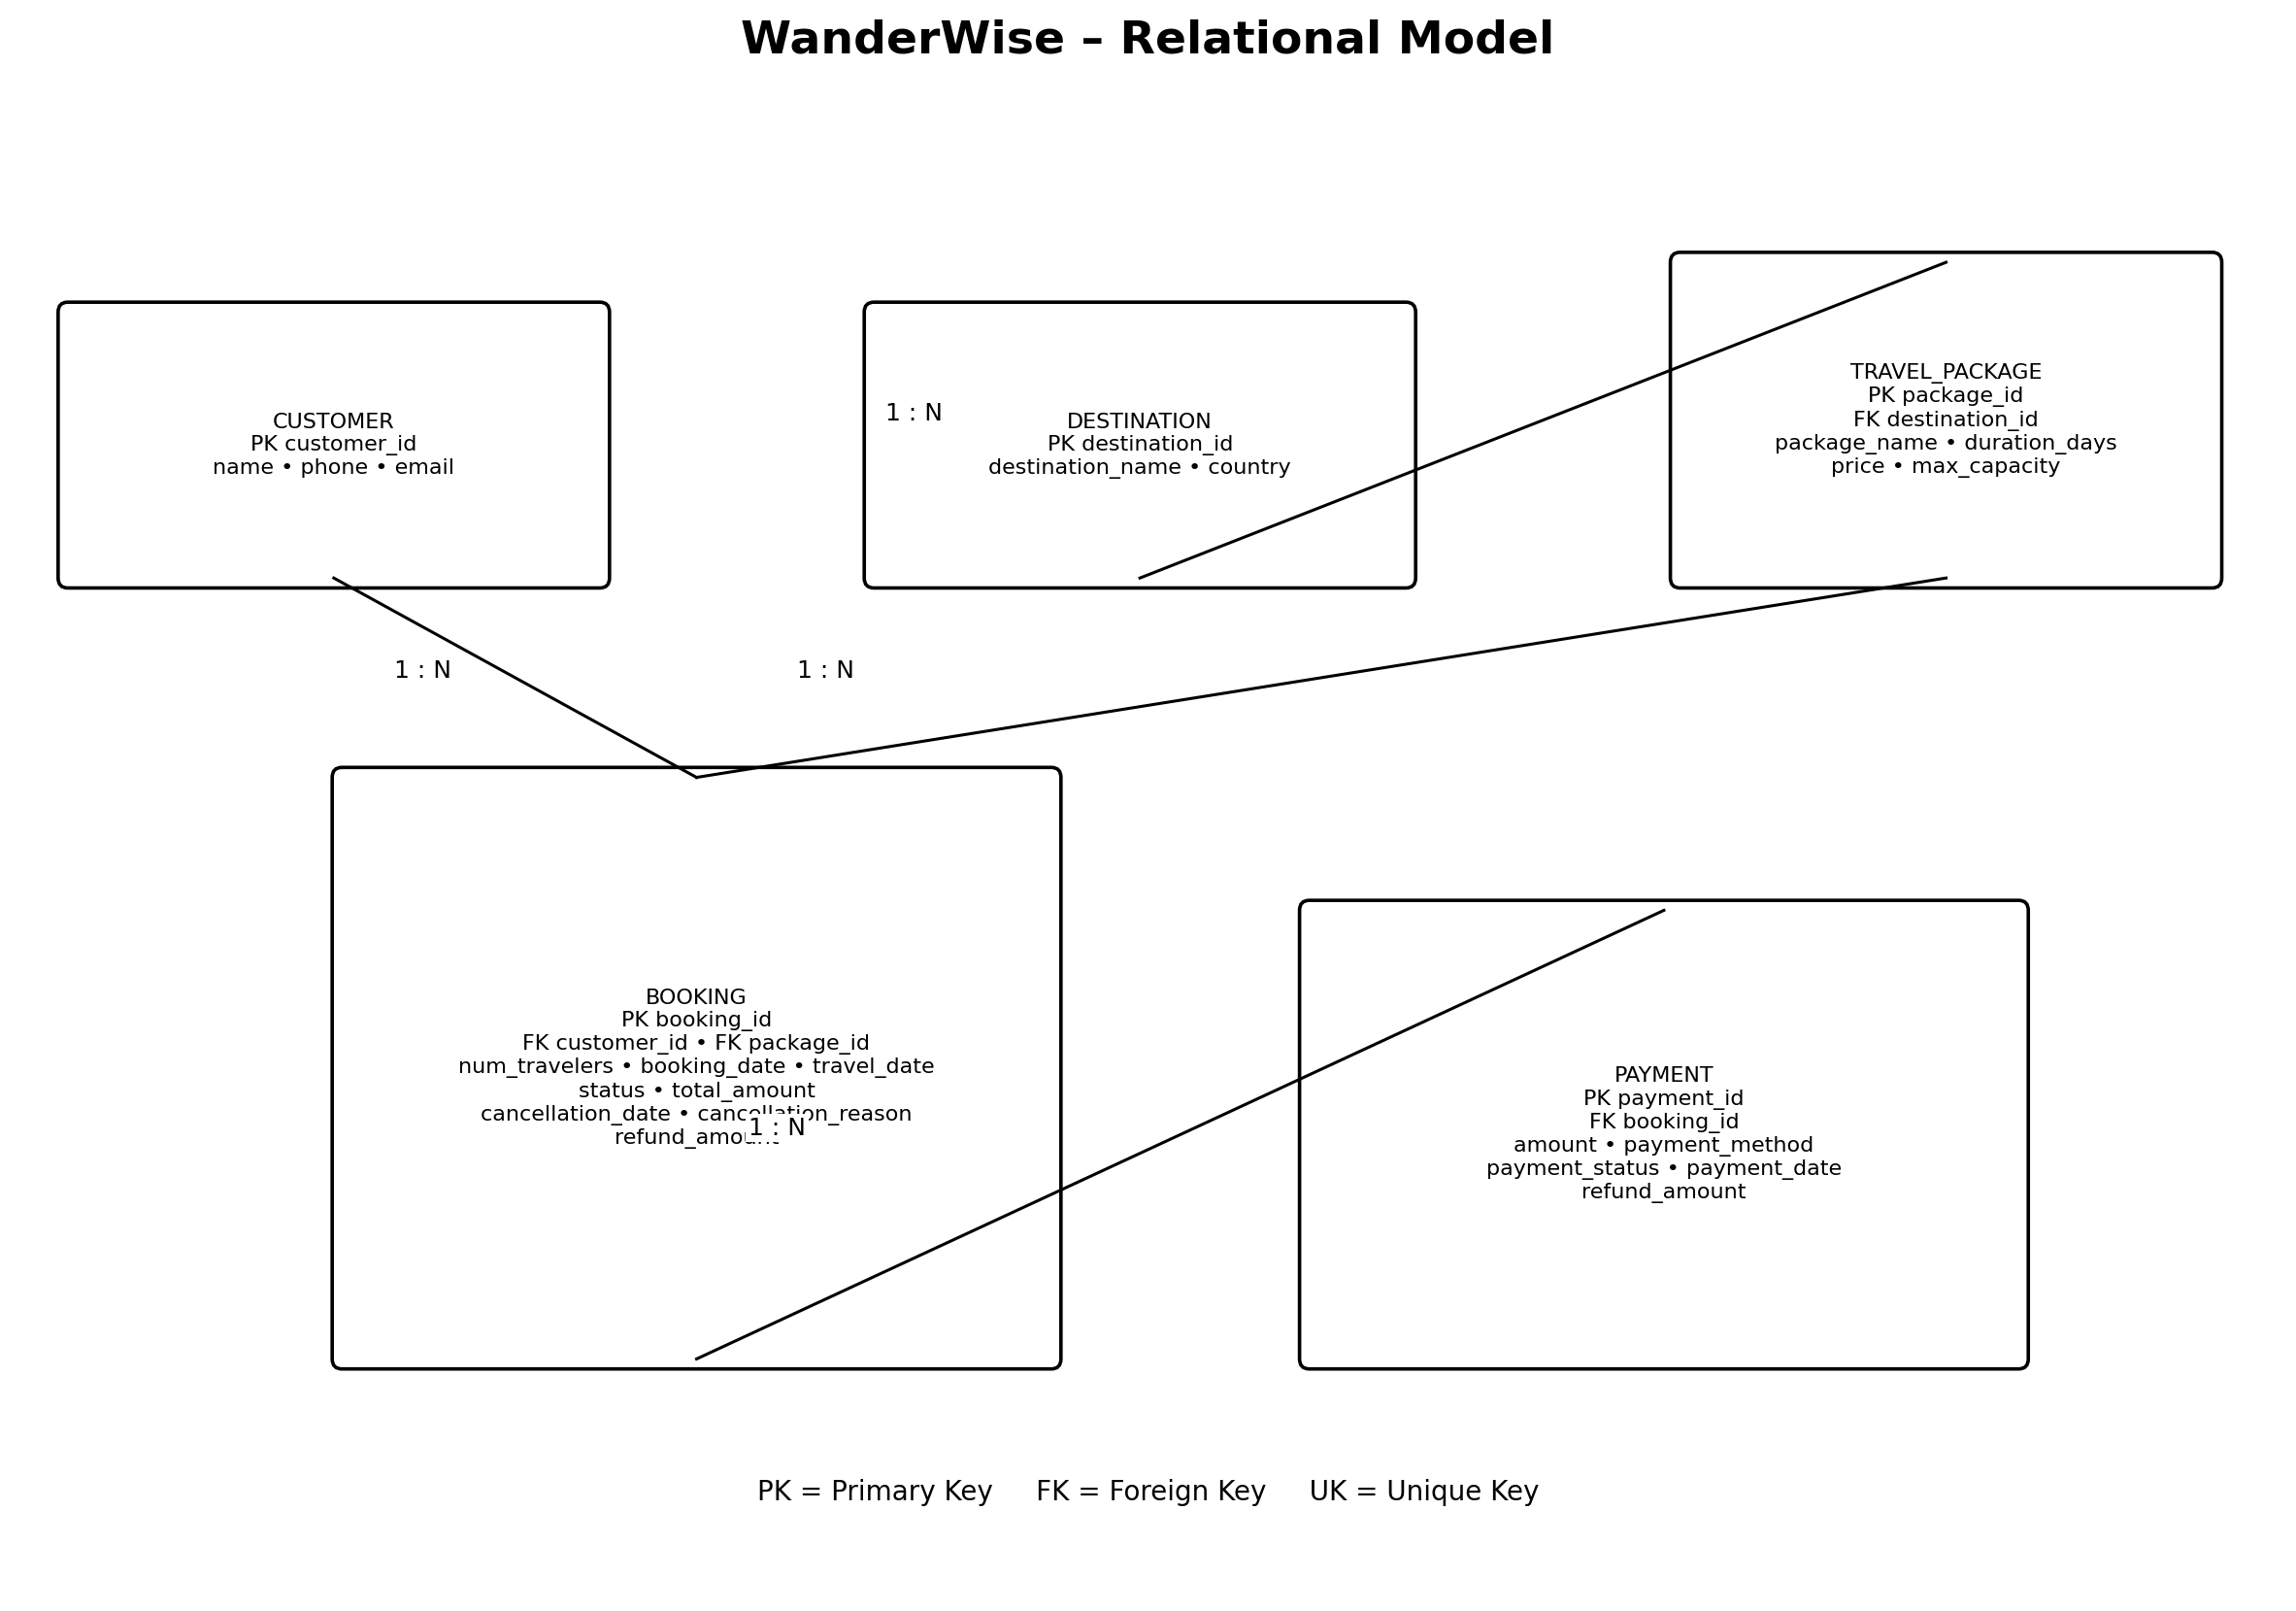 WanderWise – Relational Model
CUSTOMER
PK customer_id
name • phone • email
1 : N
DESTINATION
PK destination_id
destination_name • country
TRAVEL_PACKAGE
PK package_id
FK destination_id
package_name • duration_days
price • max_capacity
1 : N
1 : N
BOOKING
PK booking_id
FK customer_id • FK package_id
num_travelers • booking_date • travel_date
status • total_amount
cancellation_date • cancellation_reason
refund_amount
1 : N
PAYMENT
PK payment_id
FK booking_id
amount • payment_method
payment_status • payment_date
refund_amount
PK = Primary Key FK = Foreign Key UK = Unique Key